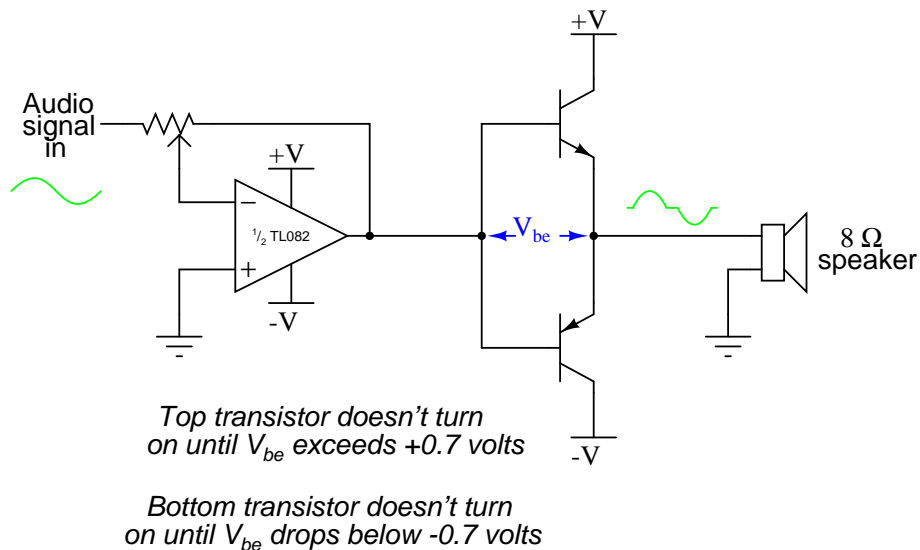 +V
Audio
signal
in
+V
−
½ TL082
+
-V
Vbe
8 Ω
speaker
-V
Top transistor doesn't turn
on until Vbe exceeds +0.7 volts
Bottom transistor doesn't turn
on until Vbe drops below -0.7 volts